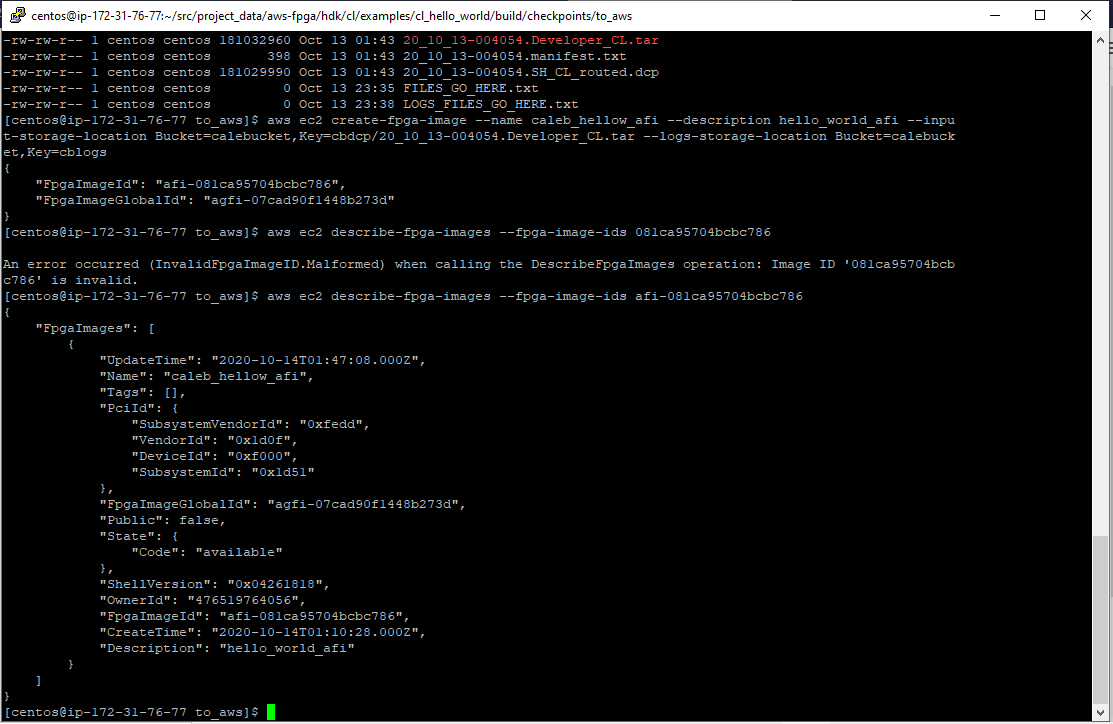 centos@ip-172-31-76-77:~/src/project_data/aws-fpga/hdk/cl/examples/cl_hello_world/build/checkpoints/to_aws
-rw-rw-r-- 1 centos centos 181032960 Oct 13 01:43 20_10_13-004054.Developer_CL.tar
-rw-rw-r-- 1 centos centos       398 Oct 13 01:43 20_10_13-004054.manifest.txt
-rw-rw-r-- 1 centos centos 181029990 Oct 13 01:43 20_10_13-004054.SH_CL_routed.dcp
-rw-rw-r-- 1 centos centos         0 Oct 13 23:35 FILES_GO_HERE.txt
-rw-rw-r-- 1 centos centos         0 Oct 13 23:38 LOGS_FILES_GO_HERE.txt
[centos@ip-172-31-76-77 to_aws]$ aws ec2 create-fpga-image --name caleb_hellow_afi --description hello_world_afi --inpu
t-storage-location Bucket=calebucket,Key=cbdcp/20_10_13-004054.Developer_CL.tar --logs-storage-location Bucket=calebuck
et,Key=cblogs
{
    "FpgaImageId": "afi-081ca95704bcbc786",
    "FpgaImageGlobalId": "agfi-07cad90f1448b273d"
}
[centos@ip-172-31-76-77 to_aws]$ aws ec2 describe-fpga-images --fpga-image-ids 081ca95704bcbc786
An error occurred (InvalidFpgaImageID.Malformed) when calling the DescribeFpgaImages operation: Image ID '081ca95704bcb
c786' is invalid.
[centos@ip-172-31-76-77 to_aws]$ aws ec2 describe-fpga-images --fpga-image-ids afi-081ca95704bcbc786
{
    "FpgaImages": [
        {
            "UpdateTime": "2020-10-14T01:47:08.000Z",
            "Name": "caleb_hellow_afi",
            "Tags": [],
            "PciId": {
                "SubsystemVendorId": "0xfedd",
                "VendorId": "0x1d0f",
                "DeviceId": "0xf000",
                "SubsystemId": "0x1d51"
            },
            "FpgaImageGlobalId": "agfi-07cad90f1448b273d",
            "Public": false,
            "State": {
                "Code": "available"
            },
            "ShellVersion": "0x04261818",
            "OwnerId": "476519764056",
            "FpgaImageId": "afi-081ca95704bcbc786",
            "CreateTime": "2020-10-14T01:10:28.000Z",
            "Description": "hello_world_afi"
        }
    ]
}
[centos@ip-172-31-76-77 to_aws]$